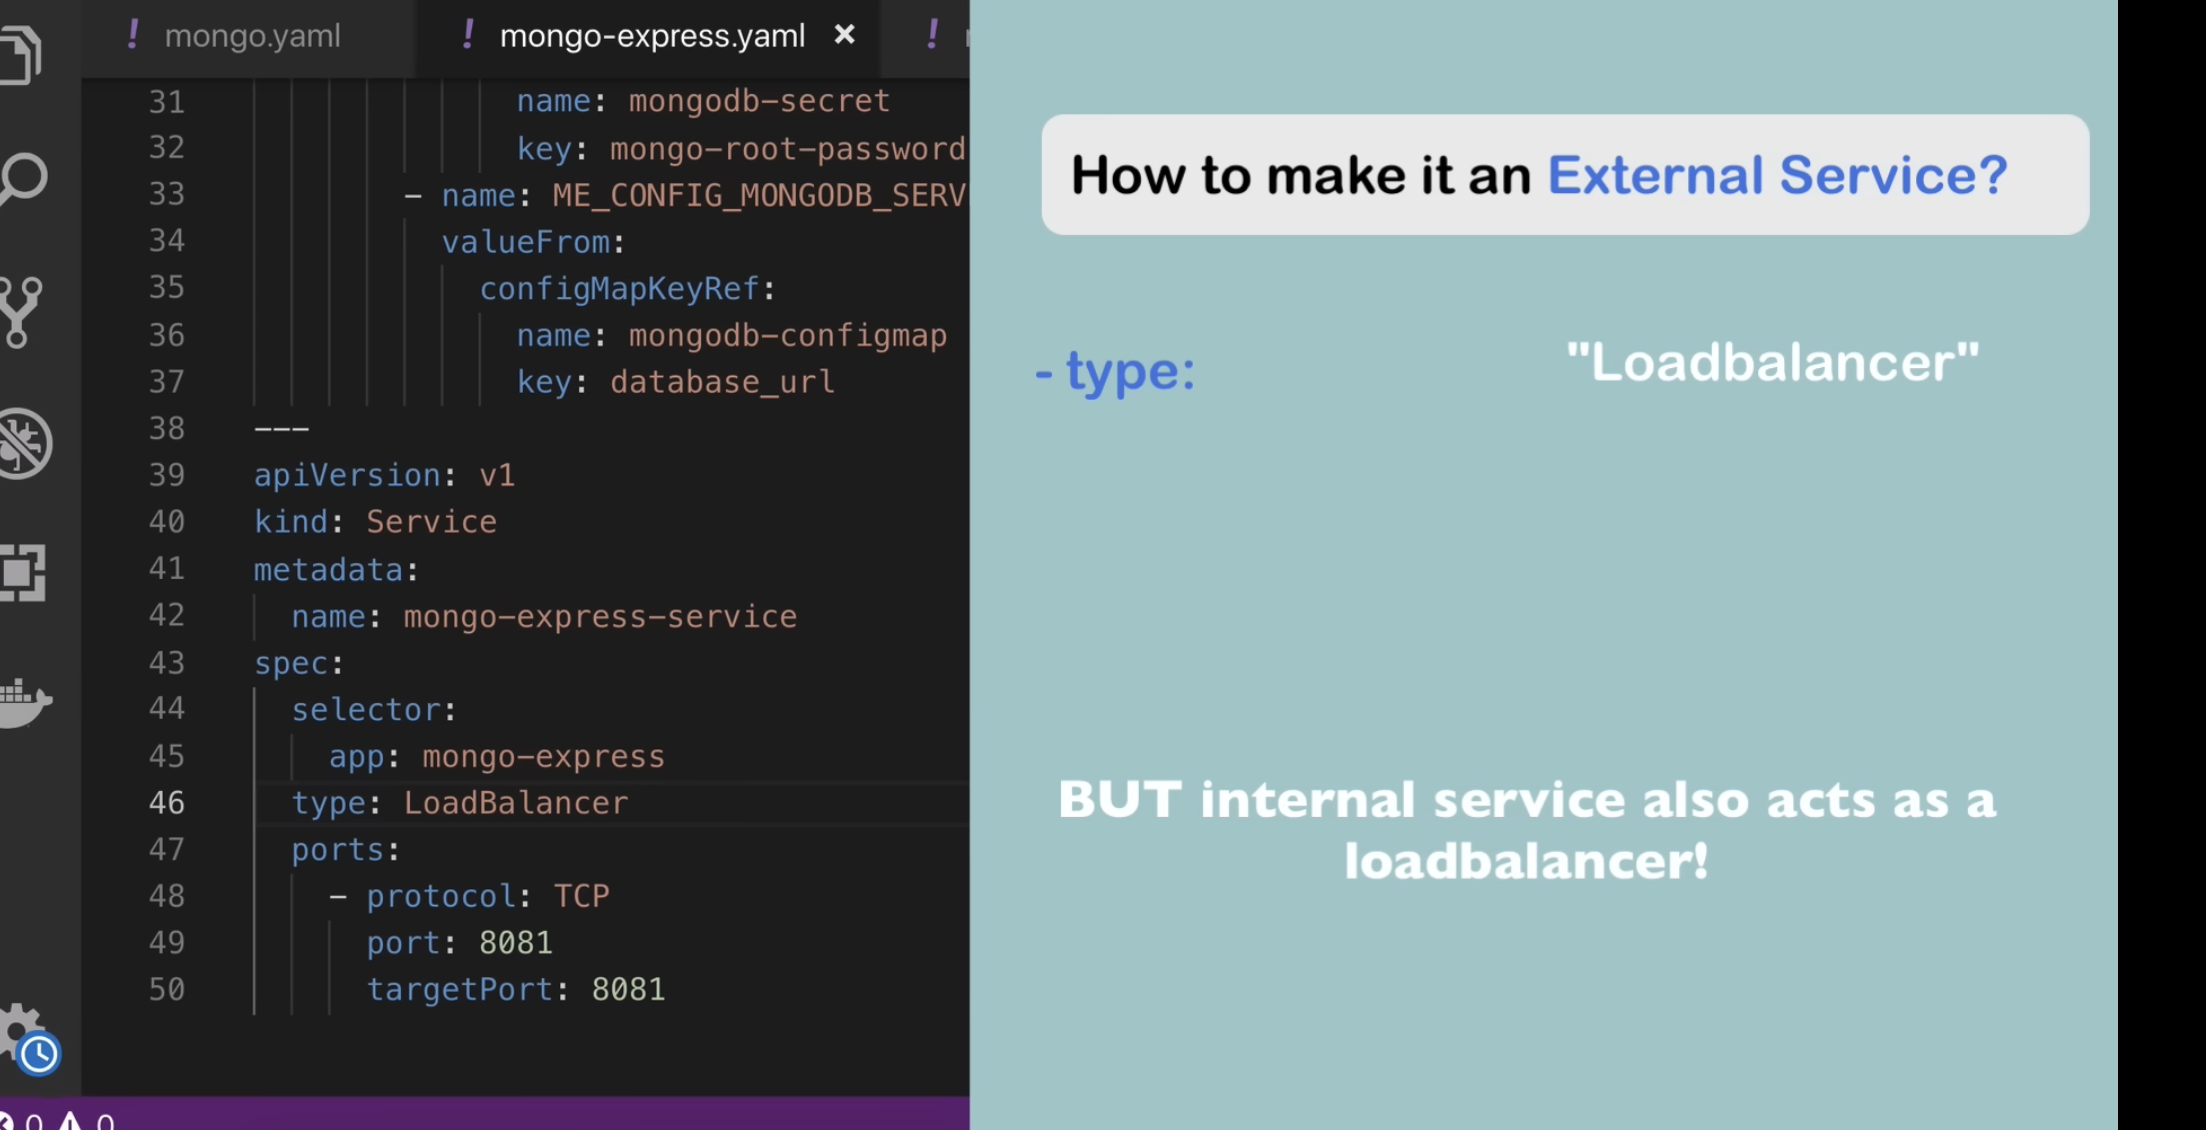 mongo.yaml
mongo-express.yaml
31 name: mongodb-secret
32 key: mongo-root-password
33 - name: ME_CONFIG_MONGODB_SERV
34 valueFrom:
35 configMapKeyRef:
36 name: mongodb-configmap
37 key: database_url
38 ---
39 apiVersion: v1
40 kind: Service
41 metadata:
42 name: mongo-express-service
43 spec:
44 selector:
45 app: mongo-express
46 type: LoadBalancer
47 ports:
48 - protocol: TCP
49 port: 8081
50 targetPort: 8081
0 0
How to make it an External Service?
- type: "Loadbalancer"
BUT internal service also acts as a
loadbalancer!